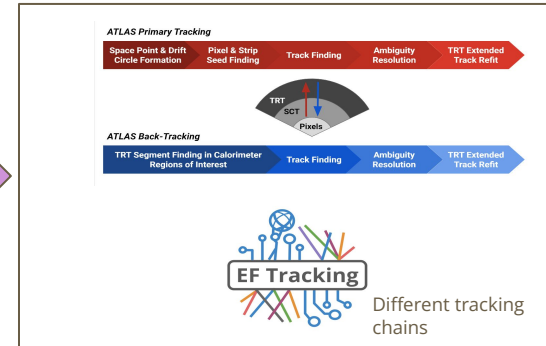 ATLAS Primary Tracking
Space Point & Drift Circle Formation
Pixel & Strip Seed Finding
Track Finding
Ambiguity Resolution
TRT Extended Track Refit
TRT
SCT
Pixels
ATLAS Back-Tracking
TRT Segment Finding in Calorimeter Regions of Interest
Track Finding
Ambiguity Resolution
TRT Extended Track Refit
EF Tracking
Different tracking
chains